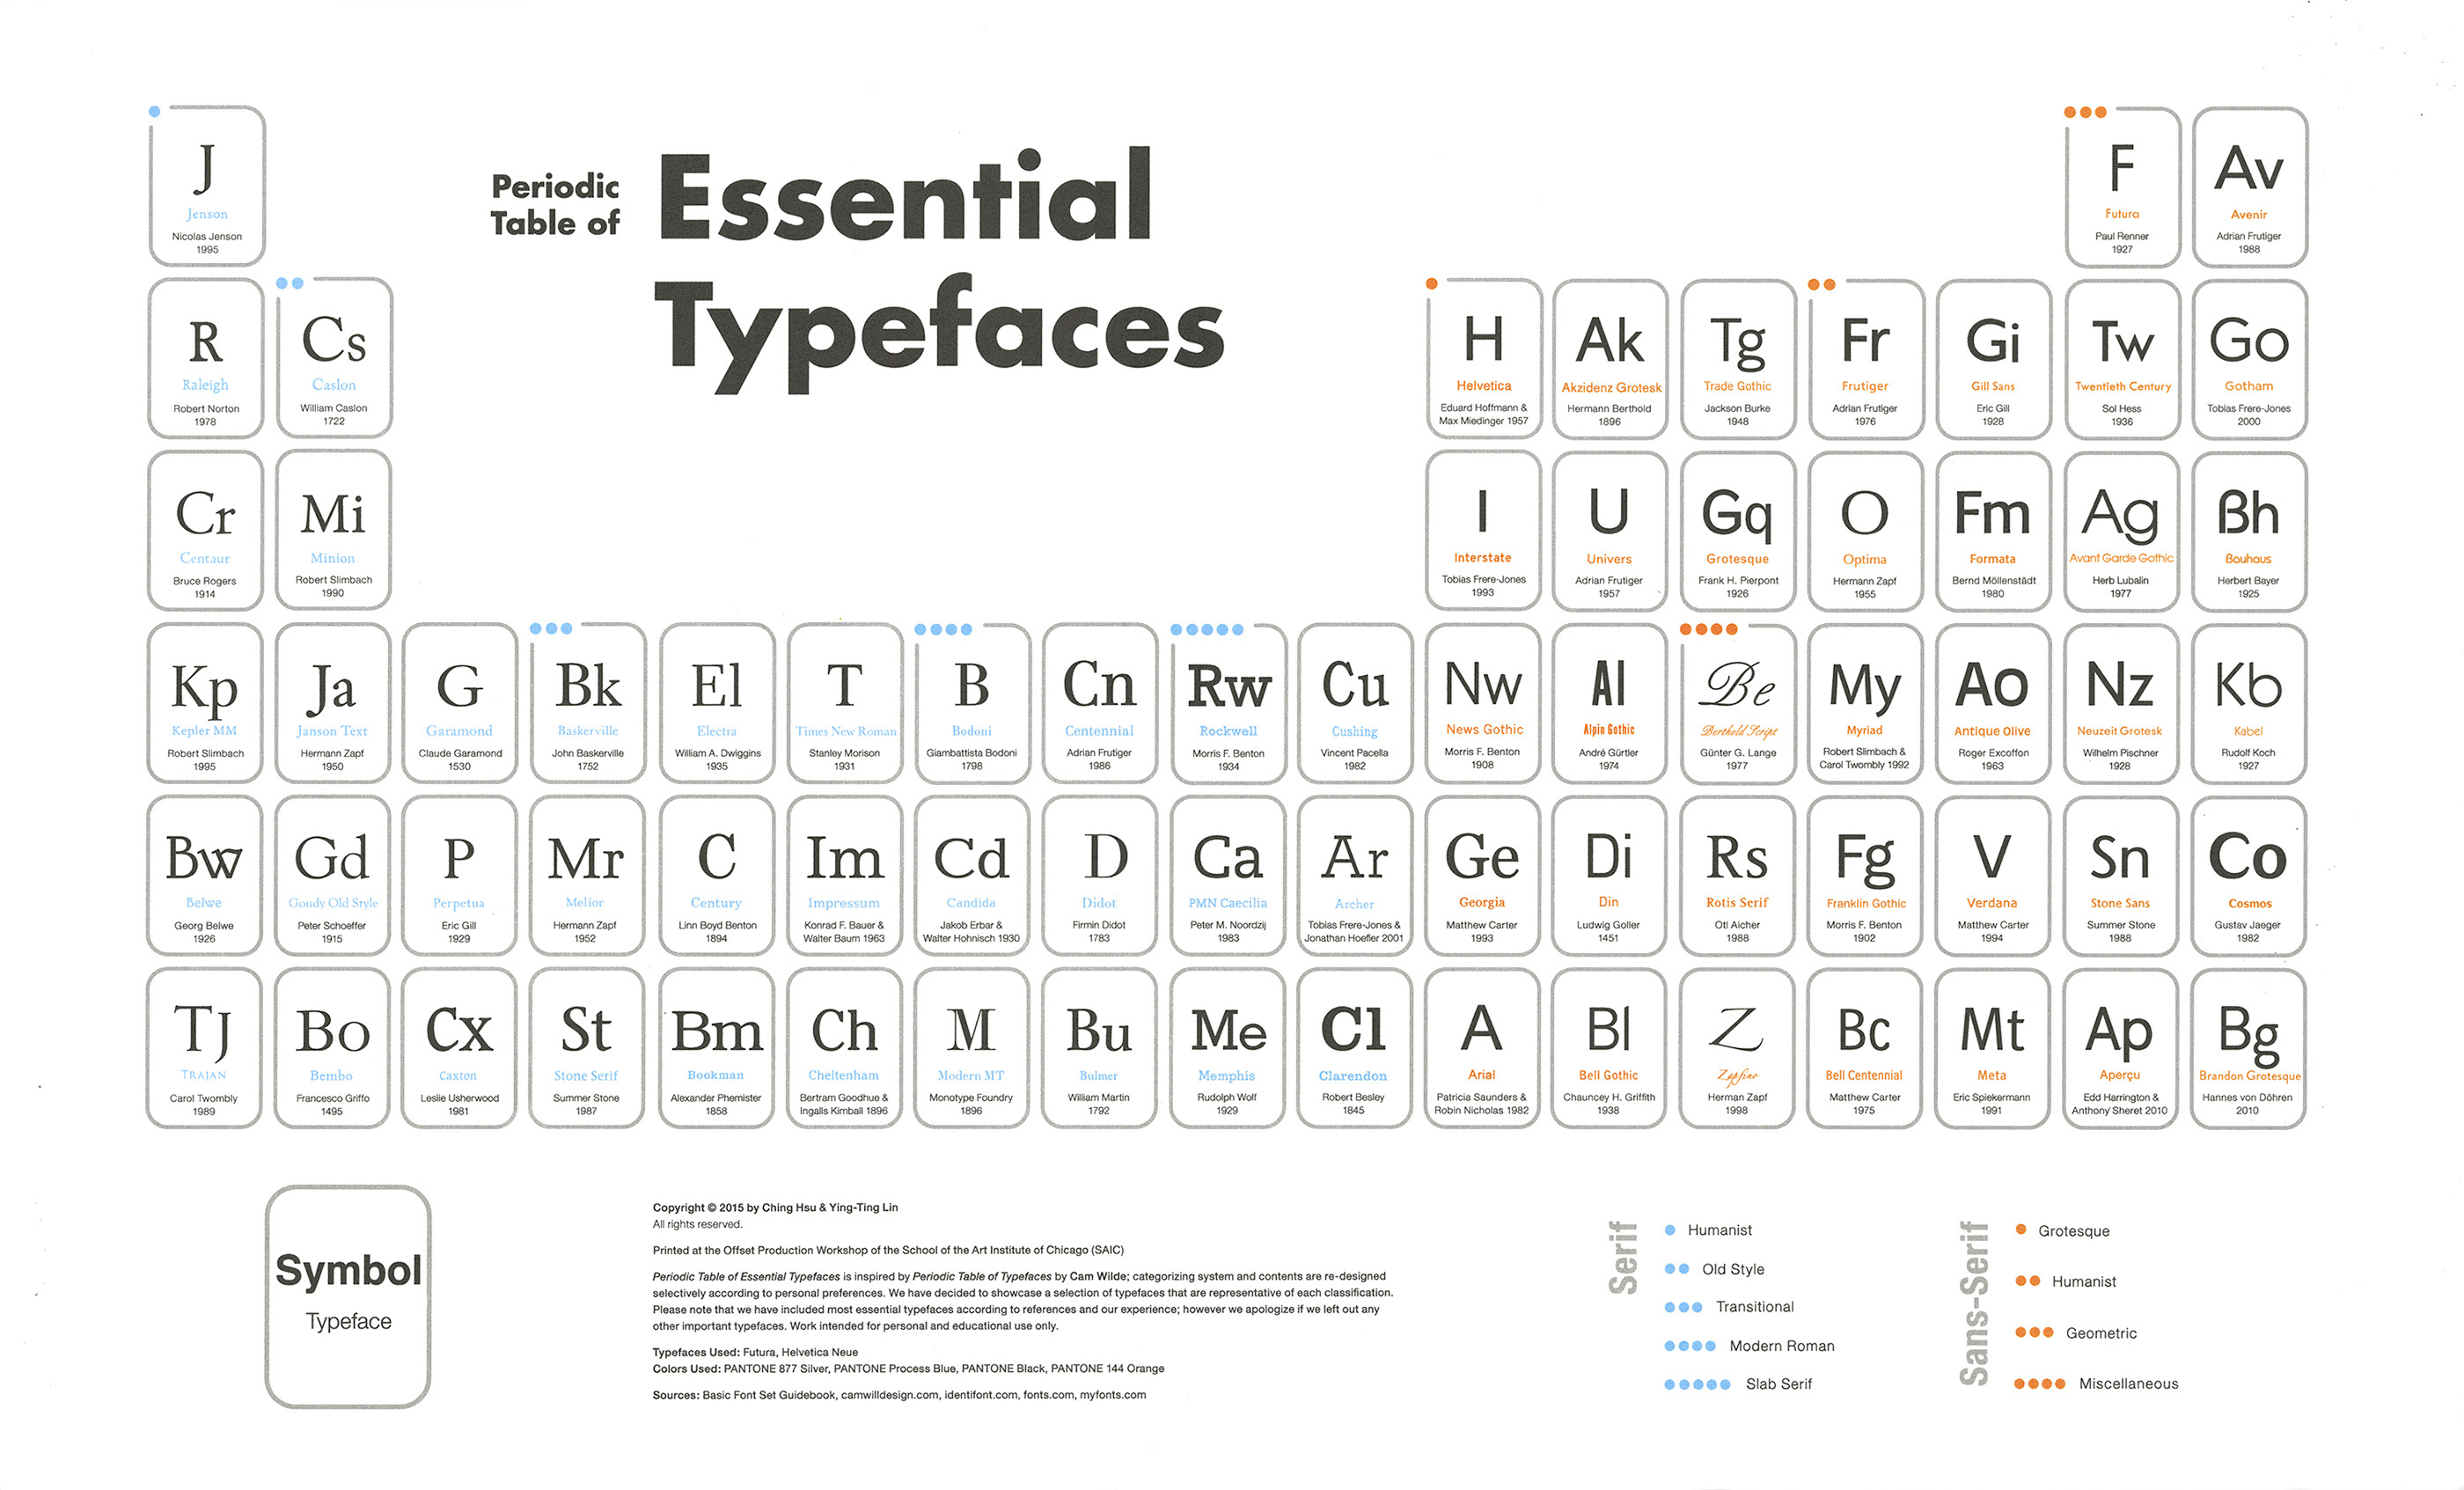 Periodic
Table of
Essential
Typefaces
J
Jenson
Nicolas Jenson
1995
F
Futura
Paul Renner
1927
Av
Avenir
Adrian Frutiger
1988
R
Raleigh
Robert Norton
1978
Cs
Caslon
William Caslon
1722
H
Helvetica
Eduard Hoffmann &
Max Miedinger 1957
Ak
Akzidenz Grotesk
Hermann Berthold
1896
Tg
Trade Gothic
Jackson Burke
1948
Fr
Frutiger
Adrian Frutiger
1976
Gi
Gill Sans
Eric Gill
1928
Tw
Twentieth Century
Sol Hess
1936
Go
Gotham
Tobias Frere-Jones
2000
Cr
Centaur
Bruce Rogers
1914
Mi
Minion
Robert Slimbach
1990
I
Interstate
Tobias Frere-Jones
1993
U
Univers
Adrian Frutiger
1957
Gq
Grotesque
Frank H. Pierpont
1926
O
Optima
Hermann Zapf
1955
Fm
Formata
Bernd Möllenstädt
1980
Ag
Avant Garde Gothic
Herb Lubalin
1977
Bh
Bauhaus
Herbert Bayer
1925
Kp
Kepler MM
Robert Slimbach
1995
Ja
Janson Text
Hermann Zapf
1950
G
Garamond
Claude Garamond
1530
Bk
Baskerville
John Baskerville
1752
El
Electra
William A. Dwiggins
1935
T
Times New Roman
Stanley Morison
1931
B
Bodoni
Giambattista Bodoni
1798
Cn
Centennial
Adrian Frutiger
1986
Rw
Rockwell
Morris F. Benton
1934
Cu
Cushing
Vincent Pacella
1982
Nw
News Gothic
Morris F. Benton
1908
Al
Alpin Gothic
André Gürtler
1974
Be
Berthold Script
Günter G. Lange
1977
My
Myriad
Robert Slimbach &
Carol Twombly 1992
Ao
Antique Olive
Roger Excoffon
1963
Nz
Neuzeit Grotesk
Wilhelm Pischner
1928
Kb
Kabel
Rudolf Koch
1927
Bw
Belwe
Georg Belwe
1926
Gd
Goudy Old Style
Peter Schoeffer
1915
P
Perpetua
Eric Gill
1929
Mr
Melior
Hermann Zapf
1952
C
Century
Linn Boyd Benton
1894
Im
Impressum
Konrad F. Bauer &
Walter Baum 1963
Cd
Candida
Jakob Erbar &
Walter Hohnisch 1930
D
Didot
Firmin Didot
1783
Ca
PMN Caecilia
Peter M. Noordzij
1983
Ar
Archer
Tobias Frere-Jones &
Jonathan Hoefler 2001
Ge
Georgia
Matthew Carter
1993
Di
Din
Ludwig Goller
1451
Rs
Rotis Serif
Otl Aicher
1988
Fg
Franklin Gothic
Morris F. Benton
1902
V
Verdana
Matthew Carter
1994
Sn
Stone Sans
Summer Stone
1988
Co
Cosmos
Gustav Jaeger
1982
TJ
TRAJAN
Carol Twombly
1989
Bo
Bembo
Francesco Griffo
1495
Cx
Caxton
Leslie Usherwood
1981
St
Stone Serif
Summer Stone
1987
Bm
Bookman
Alexander Phemister
1858
Ch
Cheltenham
Bertram Goodhue &
Ingalls Kimball 1896
M
Modern MT
Monotype Foundry
1896
Bu
Bulmer
William Martin
1792
Me
Memphis
Rudolph Wolf
1929
Cl
Clarendon
Robert Besley
1845
A
Arial
Patricia Saunders &
Robin Nicholas 1982
Bl
Bell Gothic
Chauncey H. Griffith
1938
Z
Zapfino
Herman Zapf
1998
Bc
Bell Centennial
Matthew Carter
1975
Mt
Meta
Eric Spiekermann
1991
Ap
Aperçu
Edd Harrington &
Anthony Sheret 2010
Bg
Brandon Grotesque
Hannes von Döhren
2010
Symbol
Typeface
Copyright © 2015 by Ching Hsu & Ying-Ting Lin
All rights reserved.
Printed at the Offset Production Workshop of the School of the Art Institute of Chicago (SAIC)
Periodic Table of Essential Typefaces is inspired by Periodic Table of Typefaces by Cam Wilde; categorizing system and contents are re-designed
selectively according to personal preferences. We have decided to showcase a selection of typefaces that are representative of each classification.
Please note that we have included most essential typefaces according to references and our experience; however we apologize if we left out any
other important typefaces. Work intended for personal and educational use only.
Typefaces Used: Futura, Helvetica Neue
Colors Used: PANTONE 877 Silver, PANTONE Process Blue, PANTONE Black, PANTONE 144 Orange
Sources: Basic Font Set Guidebook, camwilldesign.com, identifont.com, fonts.com, myfonts.com
Serif
Humanist
Old Style
Transitional
Modern Roman
Slab Serif
Sans-Serif
Grotesque
Humanist
Geometric
Miscellaneous